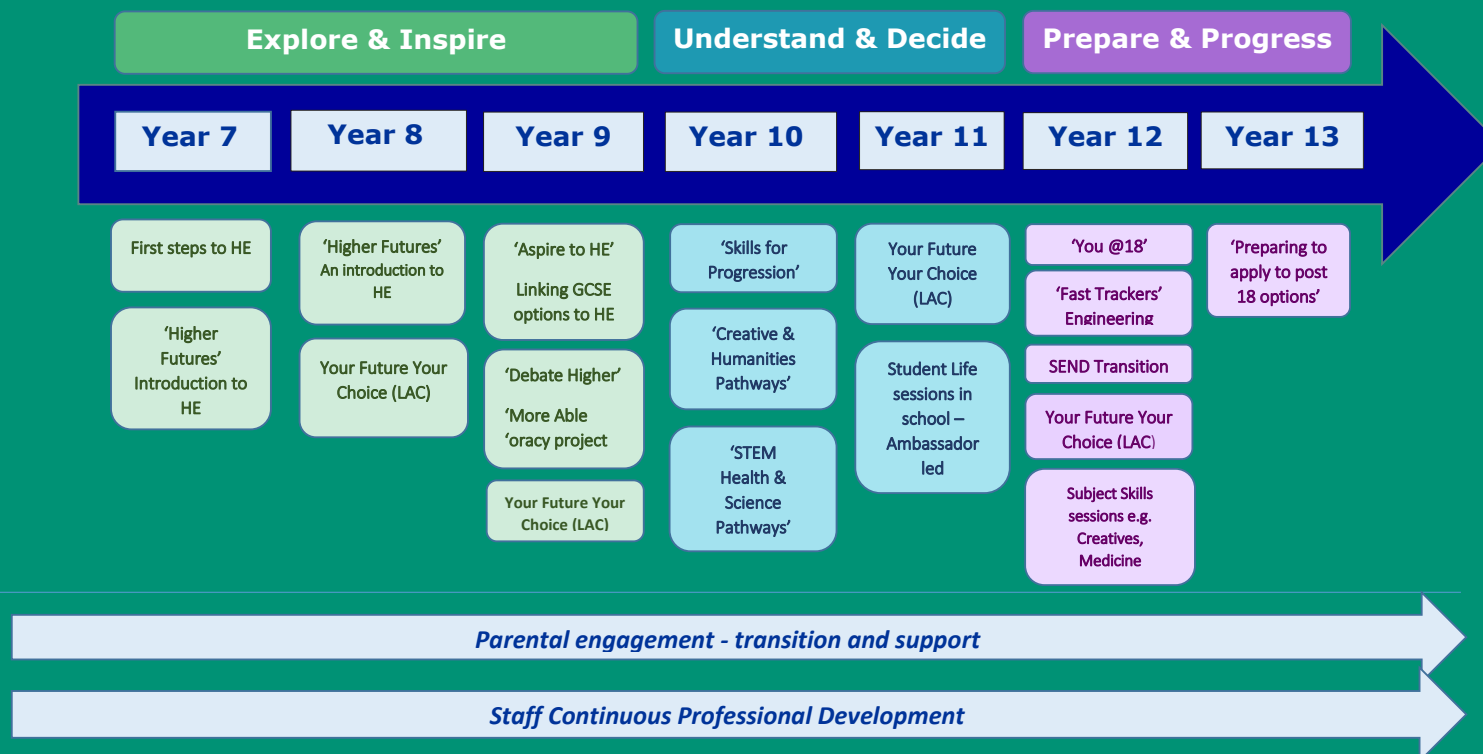 Explore & Inspire
Understand & Decide
Prepare & Progress
Year 7
Year 8
Year 9
Year 10
Year 11
Year 12
Year 13
First steps to HE
‘Higher
Futures’
Introduction to
HE
‘Higher Futures’
An introduction to
HE
Your Future Your
Choice (LAC)
‘Aspire to HE’
Linking GCSE
options to HE
‘Debate Higher’
‘More Able
‘oracy project
Your Future Your
Choice (LAC)
‘Skills for
Progression’
‘Creative &
Humanities
Pathways’
‘STEM
Health &
Science
Pathways’
Your Future
Your Choice
(LAC)
Student Life
sessions in
school –
Ambassador
led
‘You @18’
‘Fast Trackers’
Engineering
SEND Transition
Your Future Your
Choice (LAC)
Subject Skills
sessions e.g.
Creatives,
Medicine
‘Preparing to
apply to post
18 options’
Parental engagement - transition and support
Staff Continuous Professional Development